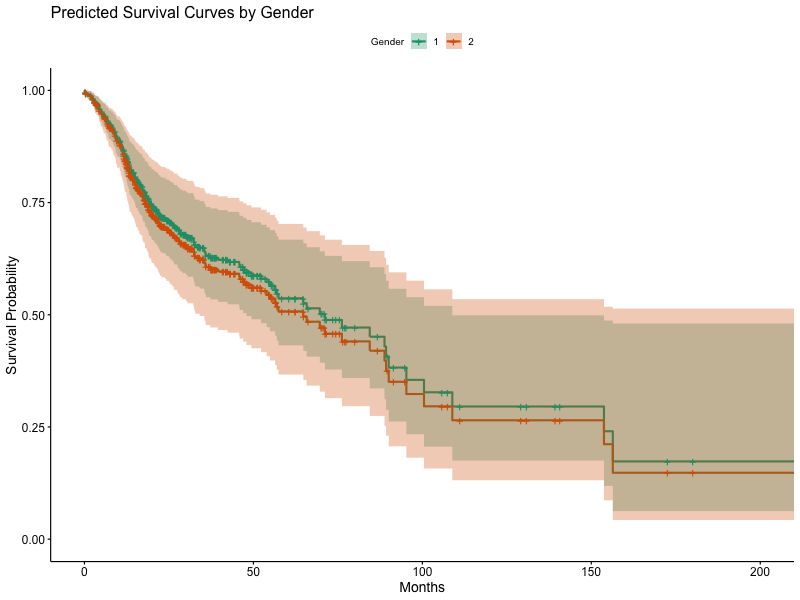 Predicted Survival Curves by Gender
Gender 1 2
Survival Probability
1.00
0.75
0.50
0.25
0.00
0 50 100 150 200
Months